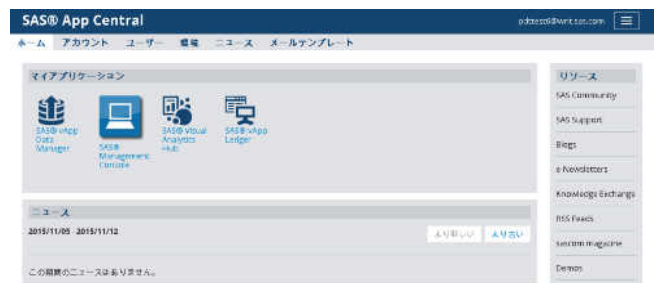 SAS® App Central
ホーム アカウント ユーザー 環境 ニュース メールテンプレート
マイアプリケーション
SAS® vApp Data Manager
SAS® Management Console
SAS® Visual Analytics Hub
SAS® vApp Ledger
ニュース
2015/11/05 - 2015/11/12
より新しい より古い
この期間のニュースはありません。
リソース
SAS Community
SAS Support
Blogs
e-Newsletters
Knowledge Exchange
RSS Feeds
sascom magazine
Demos